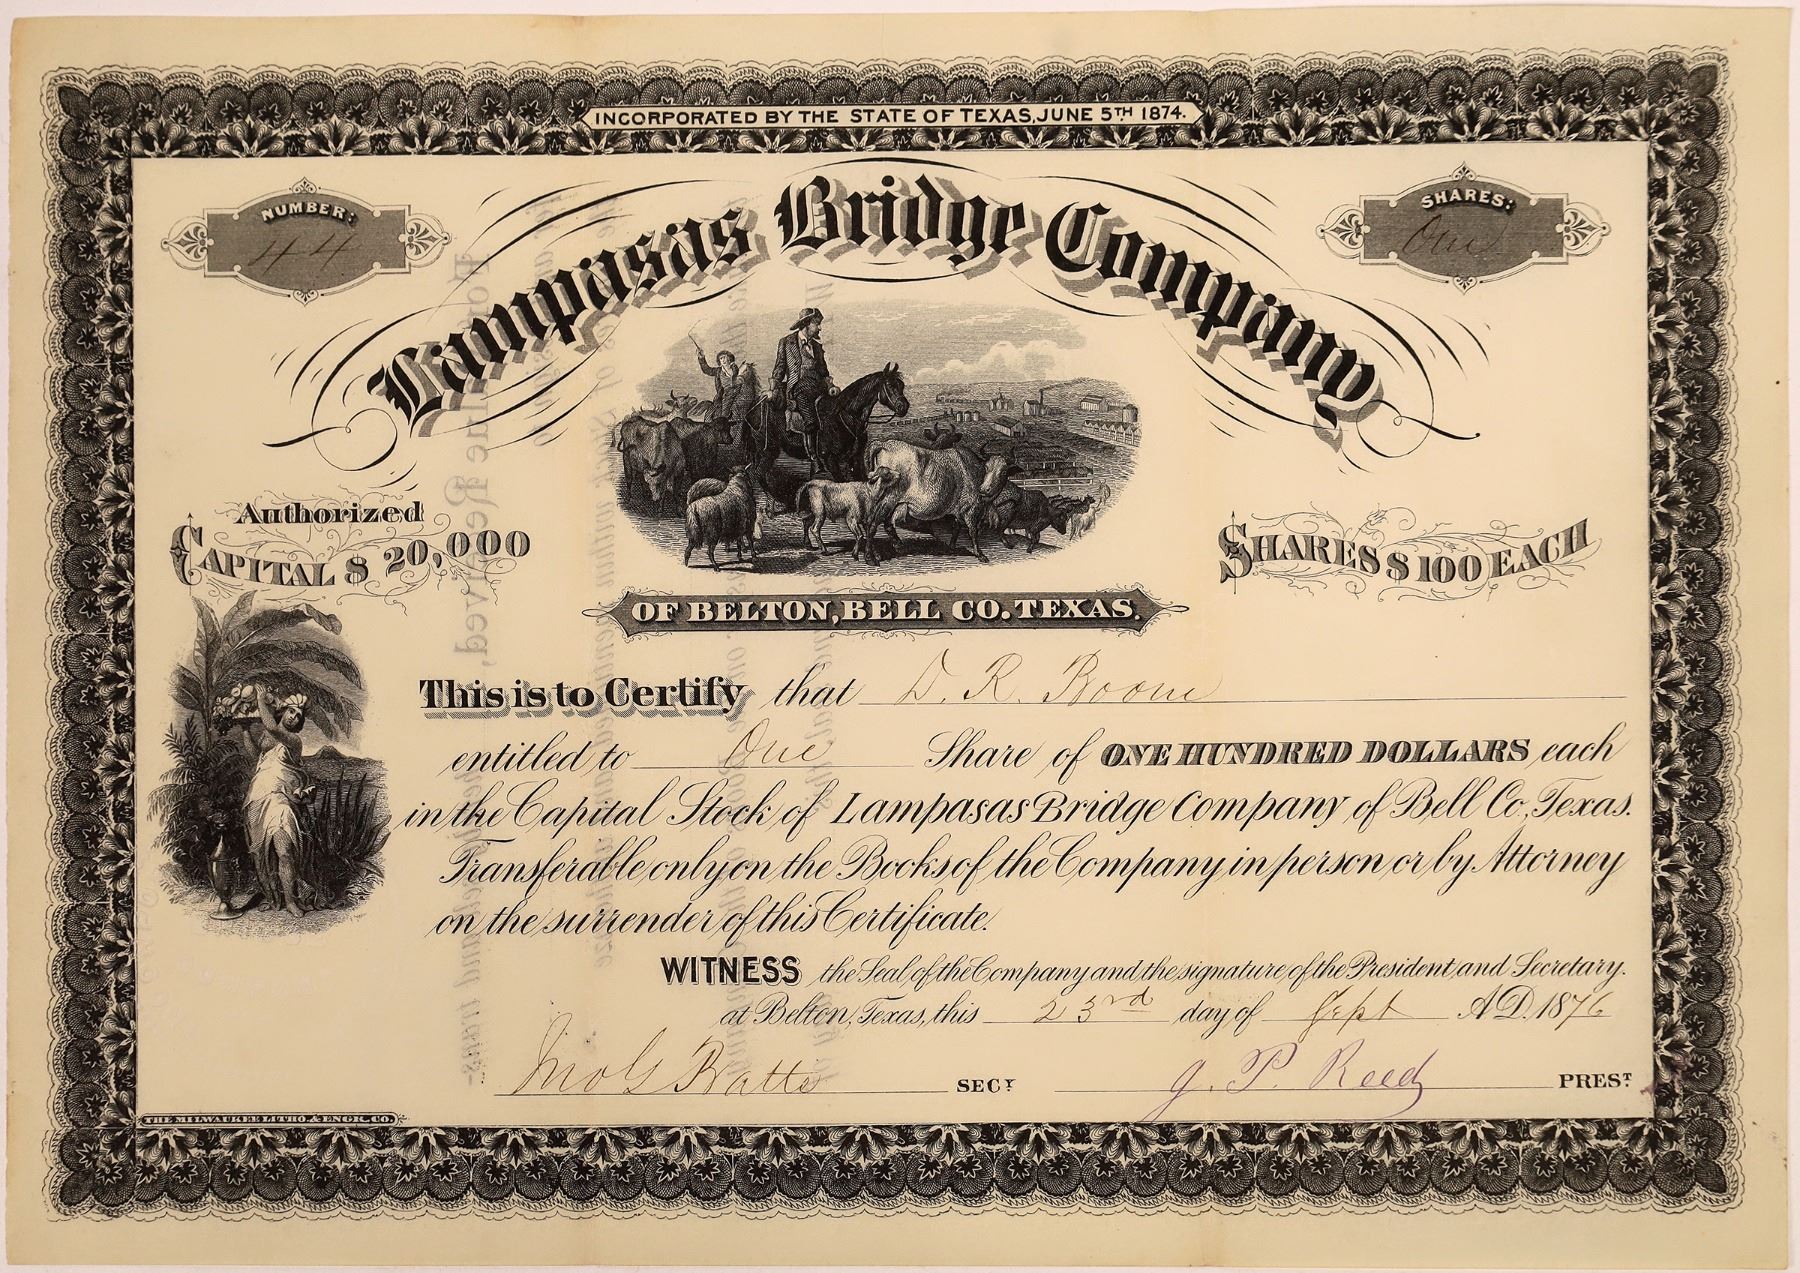 INCORPORATED BY THE STATE OF TEXAS, JUNE 5TH 1874.
NUMBER:
44
SHARES:
One
Lampasas Bridge Company
Authorized
CAPITAL $ 20,000
SHARES $ 100 EACH
OF BELTON, BELL CO. TEXAS.
This is to Certify that D. R. Boone
entitled to One Share of ONE HUNDRED DOLLARS each
in the Capital Stock of Lampasas Bridge Company of Bell Co, Texas.
Transferable only on the Books of the Company in person or by Attorney
on the surrender of this Certificate.
WITNESS the Seal of the Company and the signature of the President and Secretary.
at Belton, Texas, this 23rd day of Sept A.D. 1876
Jno G Batte SECY J. P. Reed PREST
THE MILWAUKEE LITHO & ENGR. CO.